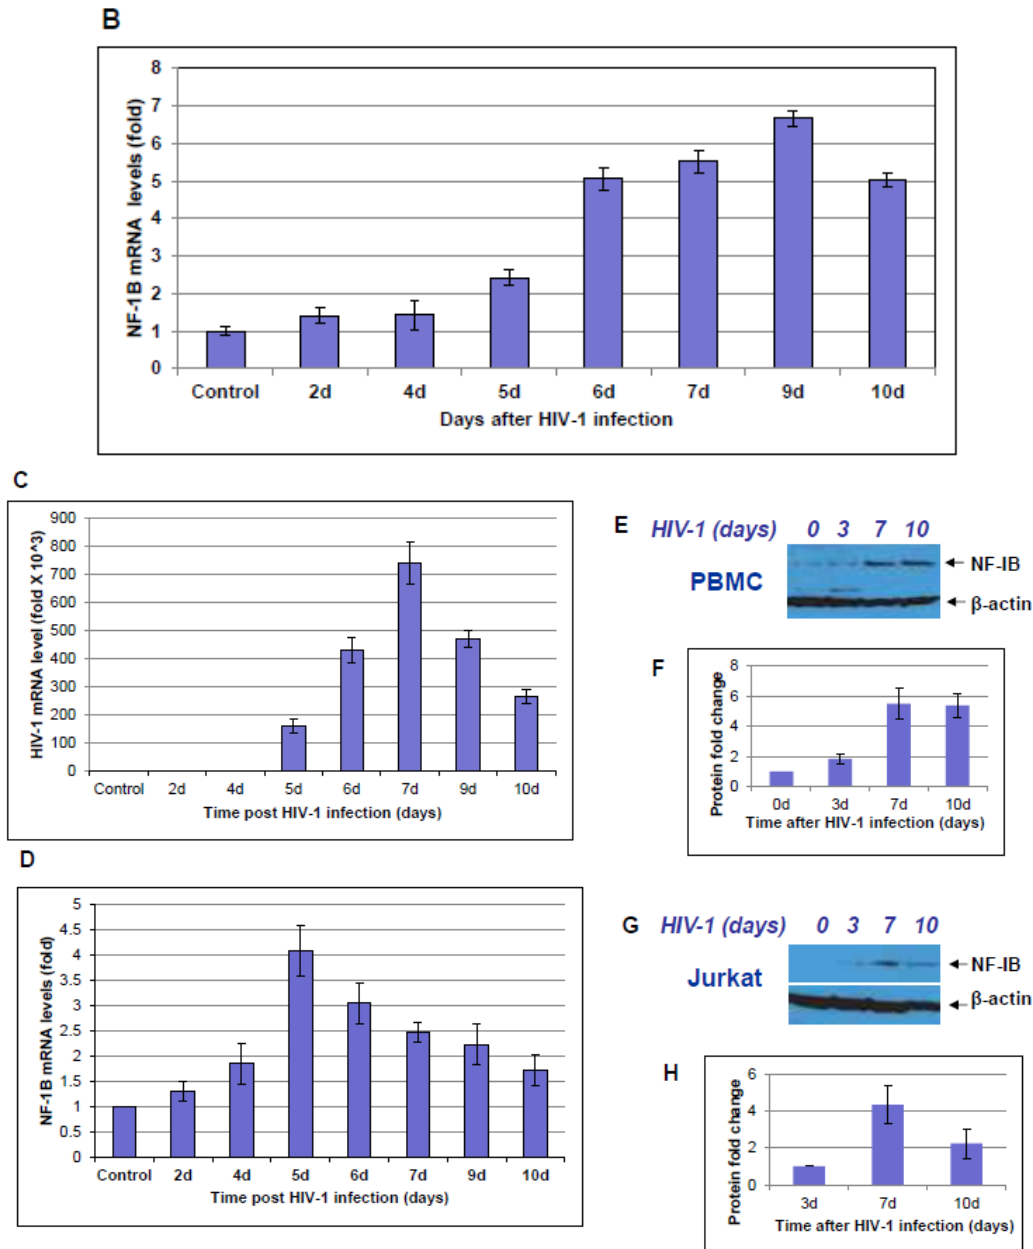 B
NF-1B mRNA levels (fold)
8
7
6
5
4
3
2
1
0
Control 2d 4d 5d 6d 7d 9d 10d
Days after HIV-1 infection
C
HIV-1 mRNA level (fold X 10^3)
900
800
700
600
500
400
300
200
100
0
Control 2d 4d 5d 6d 7d 9d 10d
Time post HIV-1 infection (days)
D
NF-1B mRNA levels (fold)
5
4.5
4
3.5
3
2.5
2
1.5
1
0.5
0
Control 2d 4d 5d 6d 7d 9d 10d
Time post HIV-1 infection (days)
E
HIV-1 (days) 0 3 7 10
PBMC
NF-IB
β-actin
F
Protein fold change
8
6
4
2
0
0d 3d 7d 10d
Time after HIV-1 infection (days)
G
HIV-1 (days) 0 3 7 10
Jurkat
NF-IB
β-actin
H
Protein fold change
6
4
2
0
3d 7d 10d
Time after HIV-1 infection (days)